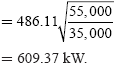 = 486.11√(55,000/35,000)
= 609.37 kW.